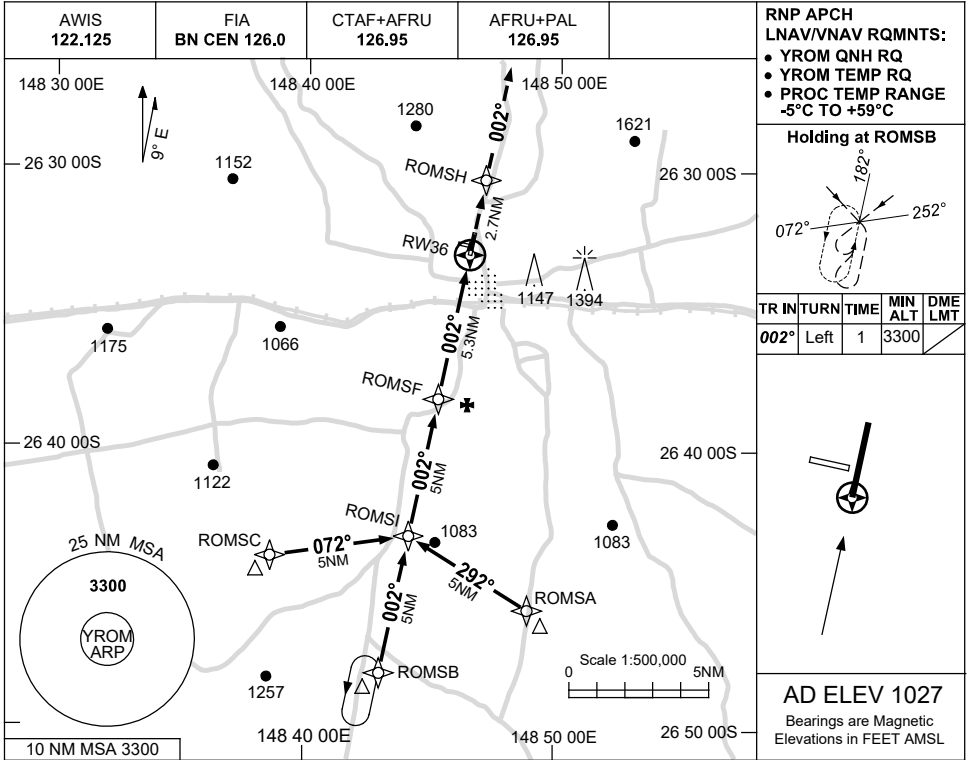 AWIS
122.125
FIA
BN CEN 126.0
CTAF+AFRU
126.95
AFRU+PAL
126.95
RNP APCH
LNAV/VNAV RQMNTS:
• YROM QNH RQ
• YROM TEMP RQ
• PROC TEMP RANGE
-5°C TO +59°C
148 30 00E
148 40 00E
148 50 00E
9° E
1280
1621
002°
26 30 00S
1152
ROMSH
26 30 00S
2.7NM
RW36
1147
1394
1175
1066
002°
5.3NM
ROMSF
26 40 00S
26 40 00S
1122
002°
5NM
ROMSI
1083
1083
ROMSC
072°
5NM
292°
5NM
ROMSA
25 NM MSA
3300
YROM
ARP
002°
5NM
ROMSB
1257
Scale 1:500,000
0
5NM
148 40 00E
148 50 00E
26 50 00S
10 NM MSA 3300
Holding at ROMSB
182°
072°
252°
TR IN
TURN
TIME
MIN
ALT
DME
LMT
002°
Left
1
3300
AD ELEV 1027
Bearings are Magnetic
Elevations in FEET AMSL